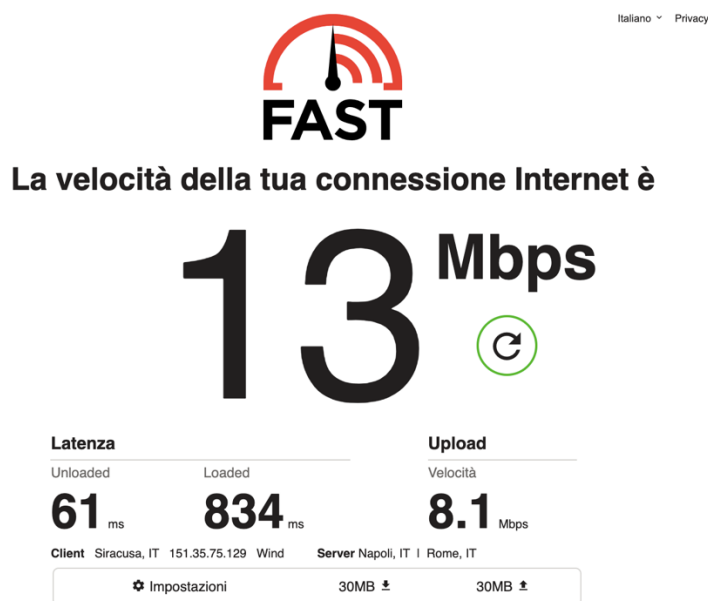 Italiano Privacy
FAST
La velocità della tua connessione Internet è
13 Mbps
Latenza
Upload
Unloaded
Loaded
Velocità
61 ms
834 ms
8.1 Mbps
Client Siracusa, IT 151.35.75.129 Wind Server Napoli, IT | Rome, IT
Impostazioni 30MB 30MB